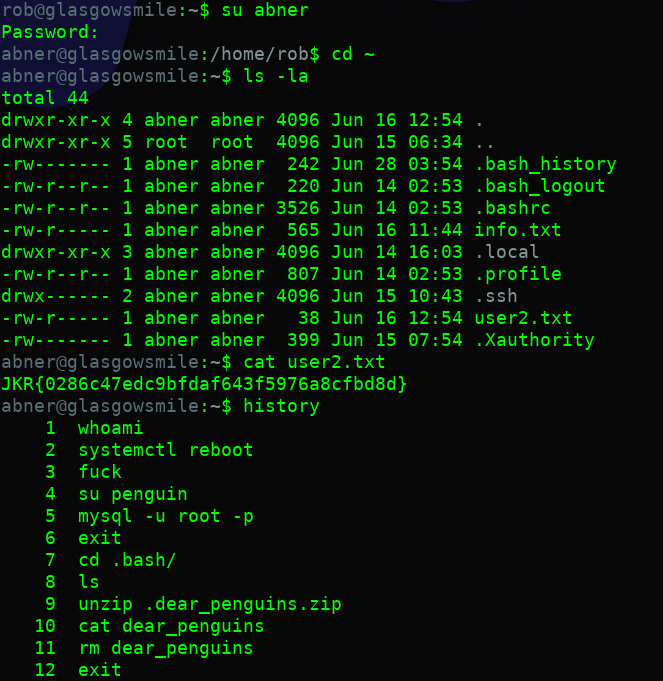 rob@glasgowsmile:~$ su abner
Password:
abner@glasgowsmile:/home/rob$ cd ~
abner@glasgowsmile:~$ ls -la
total 44
drwxr-xr-x 4 abner abner 4096 Jun 16 12:54 .
drwxr-xr-x 5 root  root  4096 Jun 15 06:34 ..
-rw------- 1 abner abner  242 Jun 28 03:54 .bash_history
-rw-r--r-- 1 abner abner  220 Jun 14 02:53 .bash_logout
-rw-r--r-- 1 abner abner 3526 Jun 14 02:53 .bashrc
-rw-r----- 1 abner abner  565 Jun 16 11:44 info.txt
drwxr-xr-x 3 abner abner 4096 Jun 14 16:03 .local
-rw-r--r-- 1 abner abner  807 Jun 14 02:53 .profile
drwx------ 2 abner abner 4096 Jun 15 10:43 .ssh
-rw-r----- 1 abner abner   38 Jun 16 12:54 user2.txt
-rw------- 1 abner abner  399 Jun 15 07:54 .Xauthority
abner@glasgowsmile:~$ cat user2.txt
JKR{0286c47edc9bfdaf643f5976a8cfbd8d}
abner@glasgowsmile:~$ history
    1  whoami
    2  systemctl reboot
    3  fuck
    4  su penguin
    5  mysql -u root -p
    6  exit
    7  cd .bash/
    8  ls
    9  unzip .dear_penguins.zip
   10  cat dear_penguins
   11  rm dear_penguins
   12  exit